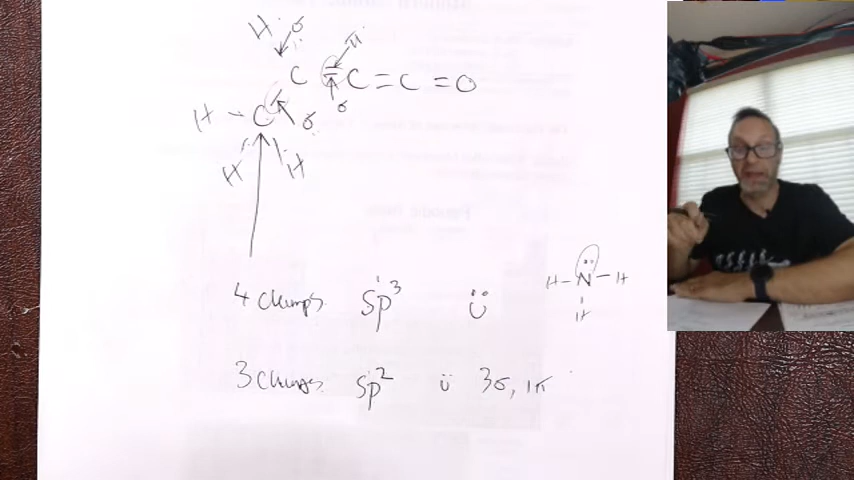 H σ π
C = C = C = O
H - C σ σ
H H
4 clumps sp³ ü H - N̈ - H
H
3 clumps sp² ü 3σ, 1π